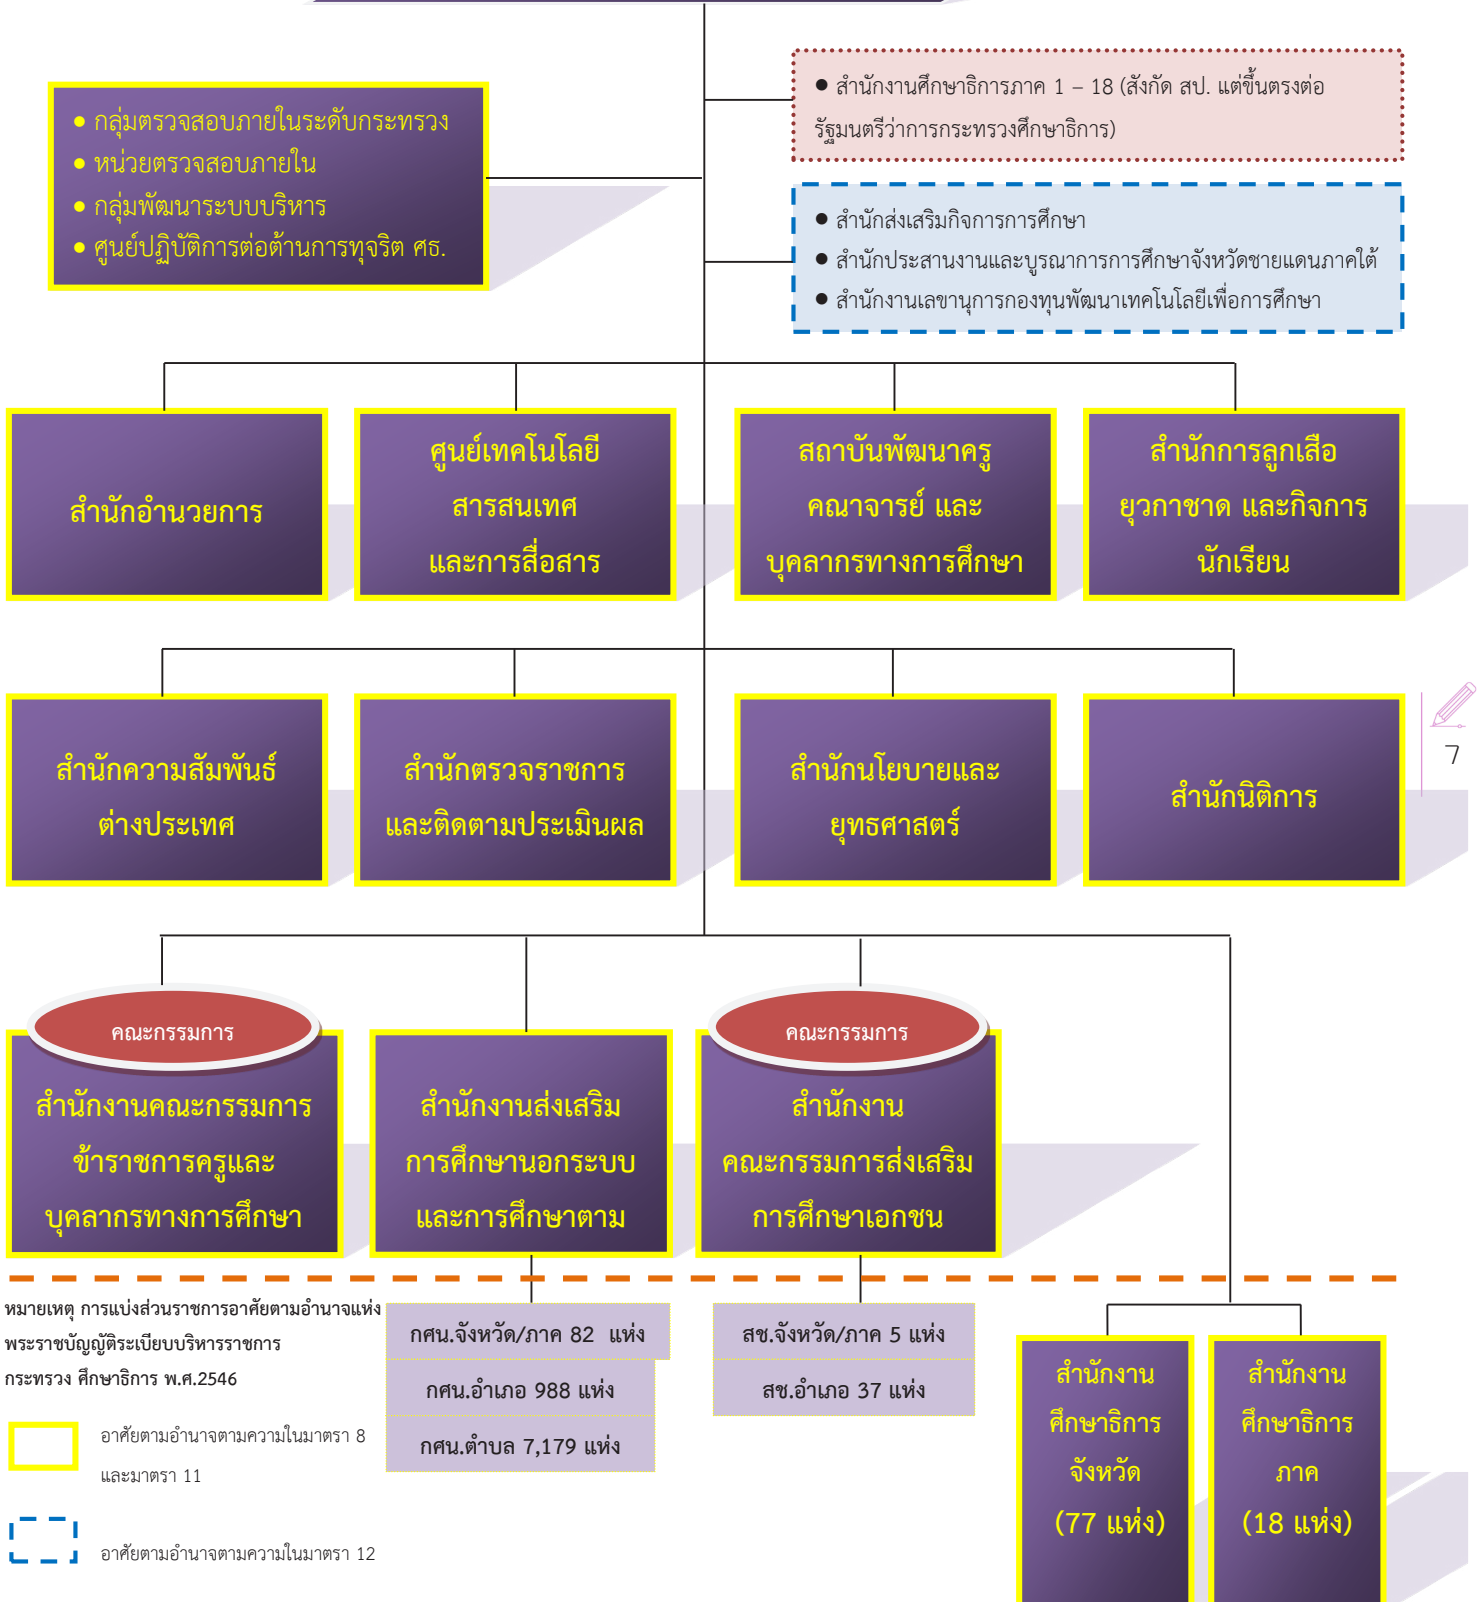 ● สำนักงานศึกษาธิการภาค 1 – 18 (สังกัด สป. แต่ขึ้นตรงต่อ
รัฐมนตรีว่าการกระทรวงศึกษาธิการ)
● กลุ่มตรวจสอบภายในระดับกระทรวง
● หน่วยตรวจสอบภายใน
● กลุ่มพัฒนาระบบบริหาร
● ศูนย์ปฏิบัติการต่อต้านการทุจริต ศธ.
● สำนักส่งเสริมกิจการการศึกษา
● สำนักประสานงานและบูรณาการการศึกษาจังหวัดชายแดนภาคใต้
● สำนักงานเลขานุการกองทุนพัฒนาเทคโนโลยีเพื่อการศึกษา
สำนักอำนวยการ
ศูนย์เทคโนโลยี
สารสนเทศ
และการสื่อสาร
สถาบันพัฒนาครู
คณาจารย์ และ
บุคลากรทางการศึกษา
สำนักการลูกเสือ
ยุวกาชาด และกิจการ
นักเรียน
สำนักความสัมพันธ์
ต่างประเทศ
สำนักตรวจราชการ
และติดตามประเมินผล
สำนักนโยบายและ
ยุทธศาสตร์
สำนักนิติการ
7
คณะกรรมการ
สำนักงานคณะกรรมการ
ข้าราชการครูและ
บุคลากรทางการศึกษา
สำนักงานส่งเสริม
การศึกษานอกระบบ
และการศึกษาตาม
คณะกรรมการ
สำนักงาน
คณะกรรมการส่งเสริม
การศึกษาเอกชน
หมายเหตุ การแบ่งส่วนราชการอาศัยตามอำนาจแห่ง
พระราชบัญญัติระเบียบบริหารราชการ
กระทรวง ศึกษาธิการ พ.ศ.2546
อาศัยตามอำนาจตามความในมาตรา 8
และมาตรา 11
อาศัยตามอำนาจตามความในมาตรา 12
กศน.จังหวัด/ภาค 82 แห่ง
กศน.อำเภอ 988 แห่ง
กศน.ตำบล 7,179 แห่ง
สช.จังหวัด/ภาค 5 แห่ง
สช.อำเภอ 37 แห่ง
สำนักงาน
ศึกษาธิการ
จังหวัด
(77 แห่ง)
สำนักงาน
ศึกษาธิการ
ภาค
(18 แห่ง)